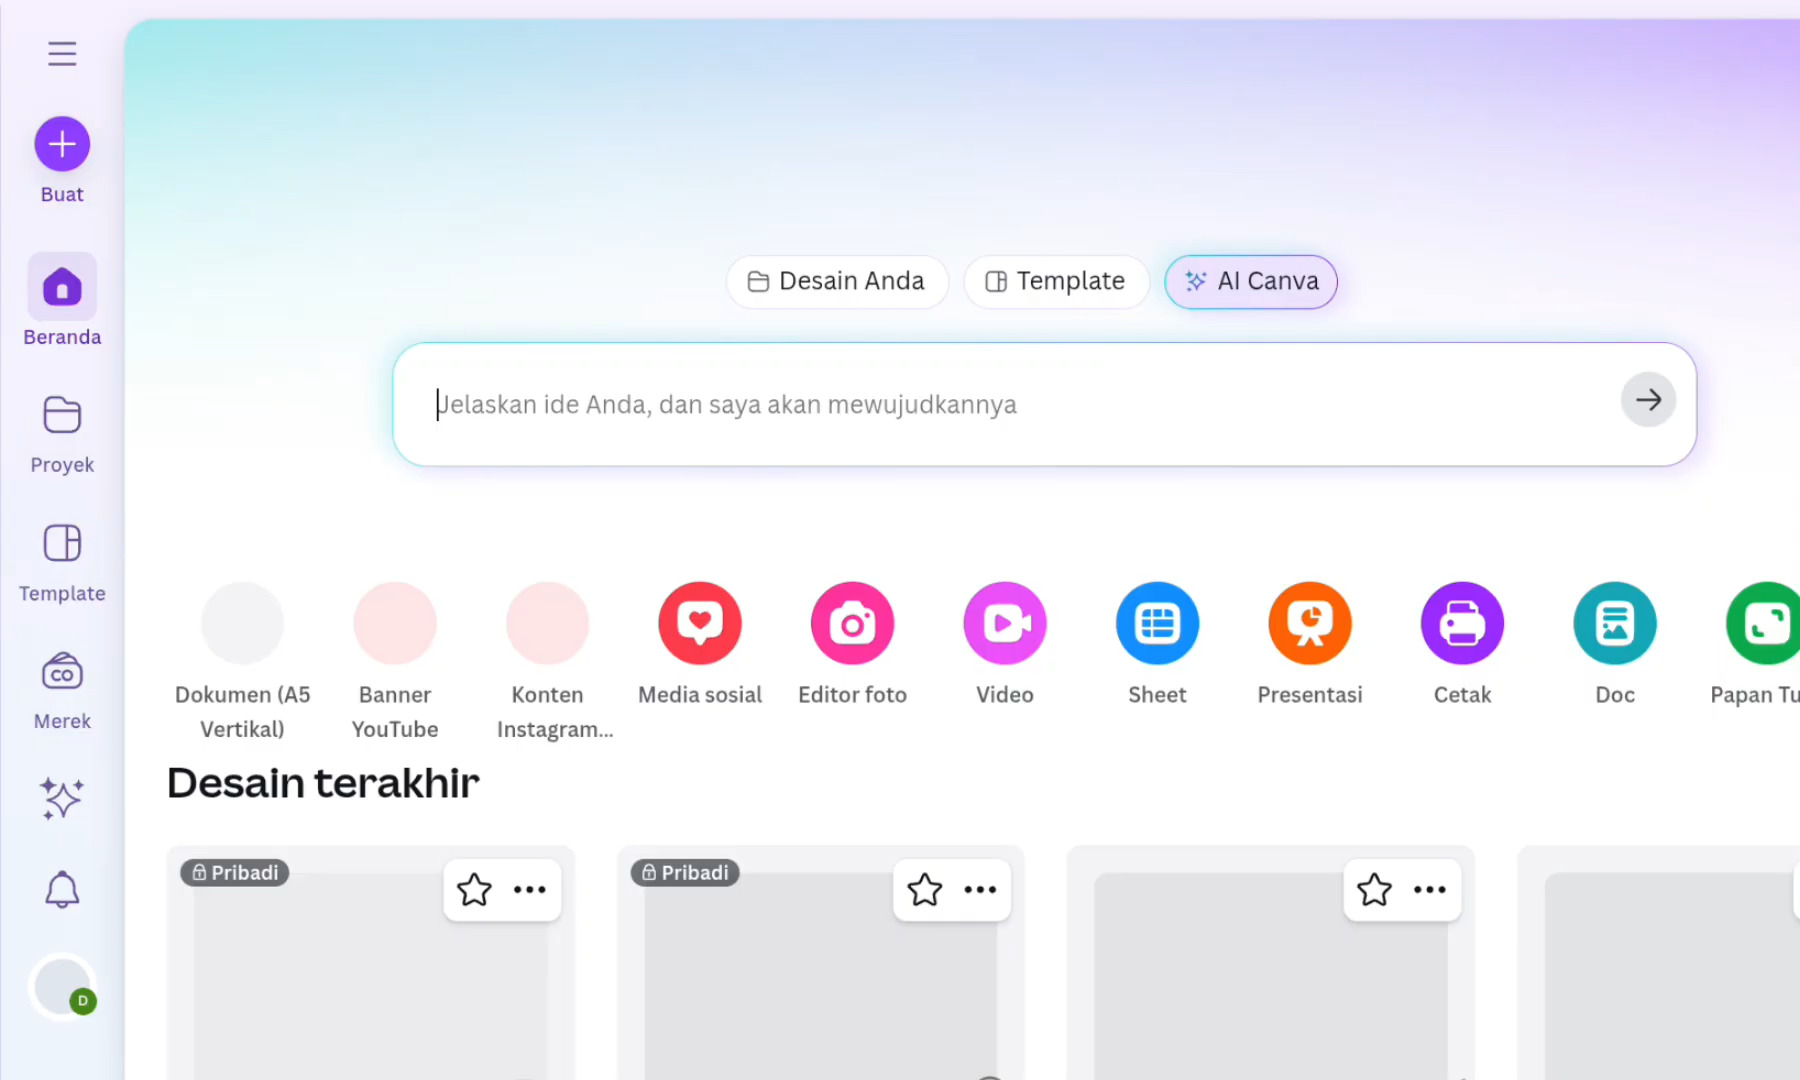 Buat
Beranda
Proyek
Template
CO
Merek
D
Desain Anda
Template
AI Canva
Jelaskan ide Anda, dan saya akan mewujudkannya
Dokumen (A5
Vertikal)
Banner
YouTube
Konten
Instagram...
Media sosial
Editor foto
Video
Sheet
Presentasi
Cetak
Doc
Papan Tu
Desain terakhir
Pribadi
Pribadi